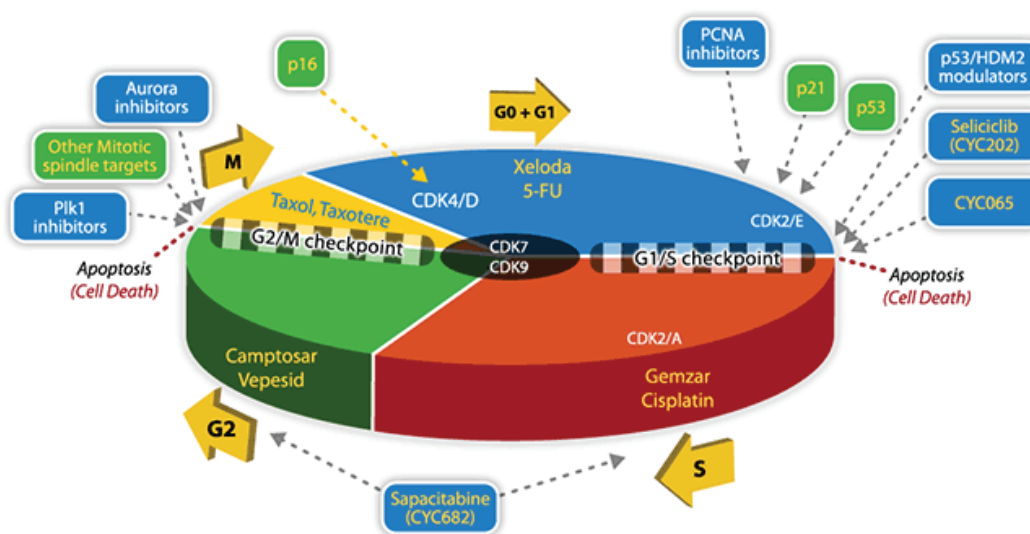 PCNA
inhibitors
p53/HDM2
modulators
p16
p21
p53
Aurora
inhibitors
G0 + G1
Other Mitotic
spindle targets
M
Xeloda
5-FU
Seliciclib
(CYC202)
Plk1
inhibitors
Taxol, Taxotere
CDK4/D
CDK2/E
CYC065
G2/M checkpoint
CDK7
CDK9
G1/S checkpoint
Apoptosis
(Cell Death)
Apoptosis
(Cell Death)
CDK2/A
Camptosar
Vepesid
Gemzar
Cisplatin
G2
S
Sapacitabine
(CYC682)